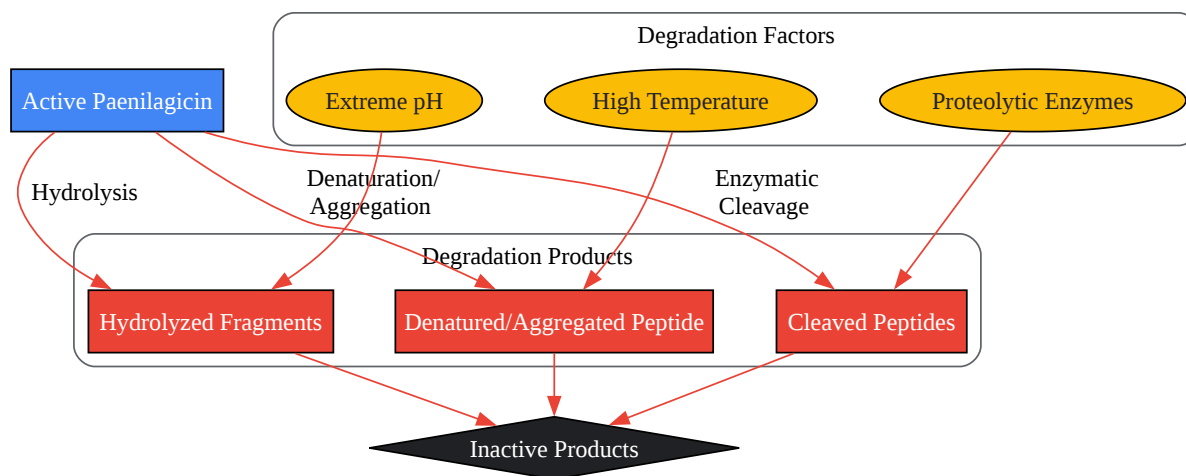 Degradation Factors
Active Paenilagicin
Extreme pH
High Temperature
Proteolytic Enzymes
Hydrolysis
Denaturation/
Aggregation
Enzymatic
Cleavage
Degradation Products
Hydrolyzed Fragments
Denatured/Aggregated Peptide
Cleaved Peptides
Inactive Products